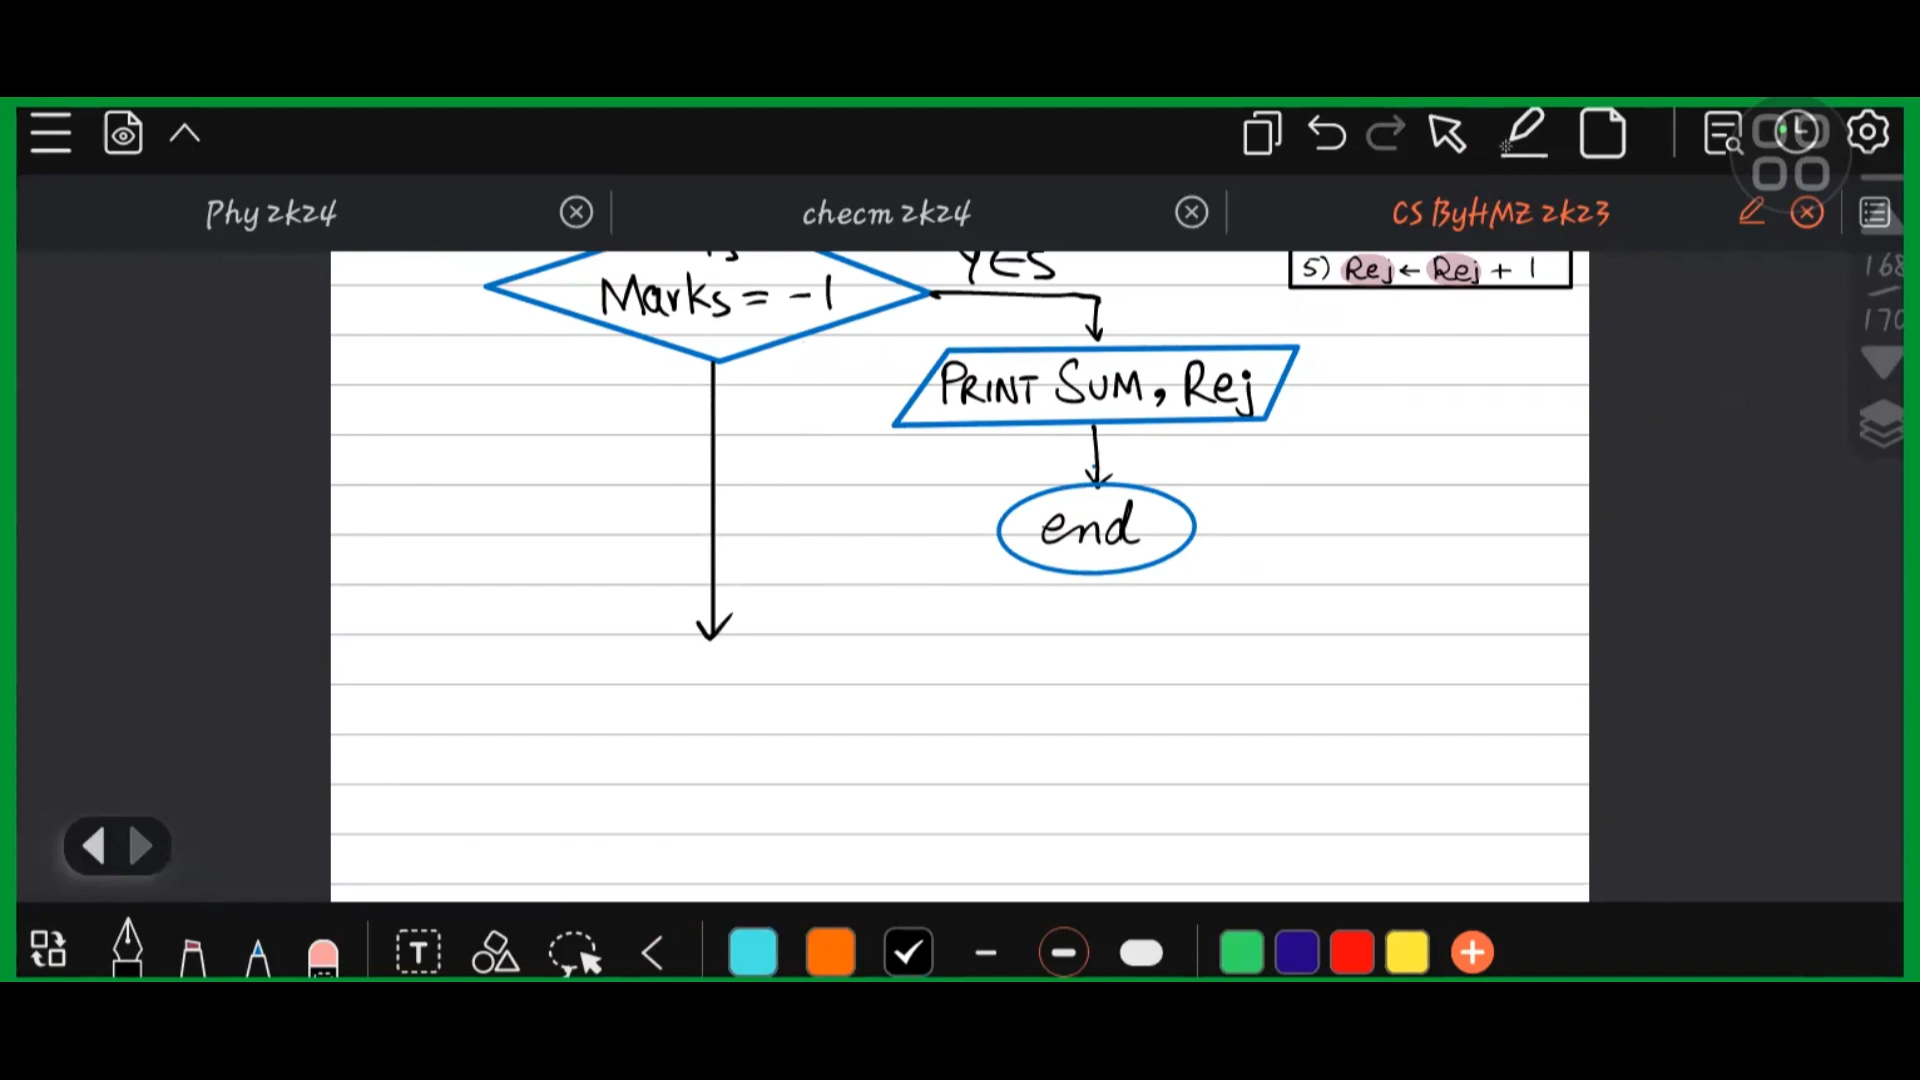 Phy 2k24
checm 2k24
CS ByHMZ 2k23
168
170
YES
5) Rej ← Rej + 1
Marks = -1
PRINT SUM, Rej
end
T